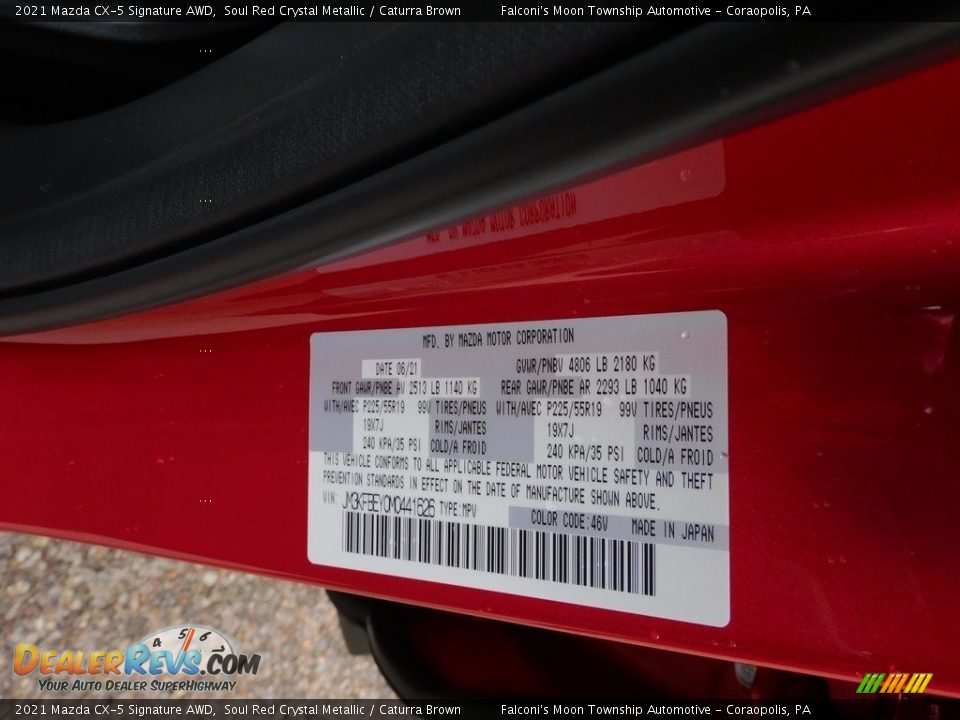 2021 Mazda CX-5 Signature AWD, Soul Red Crystal Metallic / Caturra Brown Falconi's Moon Township Automotive - Coraopolis, PA
MFD. BY MAZDA MOTOR CORPORATION
DATE 06/21 GVWR/PNBV 4806 LB 2180 KG
FRONT GAWR/PNBE AV 2513 LB 1140 KG REAR GAWR/PNBE AR 2293 LB 1040 KG
WITH/AVEC P225/55R19 99V TIRES/PNEUS WITH/AVEC P225/55R19 99V TIRES/PNEUS
19X7J RIMS/JANTES 19X7J RIMS/JANTES
240 KPA/35 PSI COLD/A FROID 240 KPA/35 PSI COLD/A FROID
THIS VEHICLE CONFORMS TO ALL APPLICABLE FEDERAL MOTOR VEHICLE SAFETY AND THEFT
PREVENTION STANDARDS IN EFFECT ON THE DATE OF MANUFACTURE SHOWN ABOVE.
VIN: JM3KFBEY0M0441626 TYPE:MPV
COLOR CODE:46V MADE IN JAPAN
4 5 6
DEALERREVS.COM
YOUR AUTO DEALER SUPERHIGHWAY
2021 Mazda CX-5 Signature AWD, Soul Red Crystal Metallic / Caturra Brown Falconi's Moon Township Automotive - Coraopolis, PA